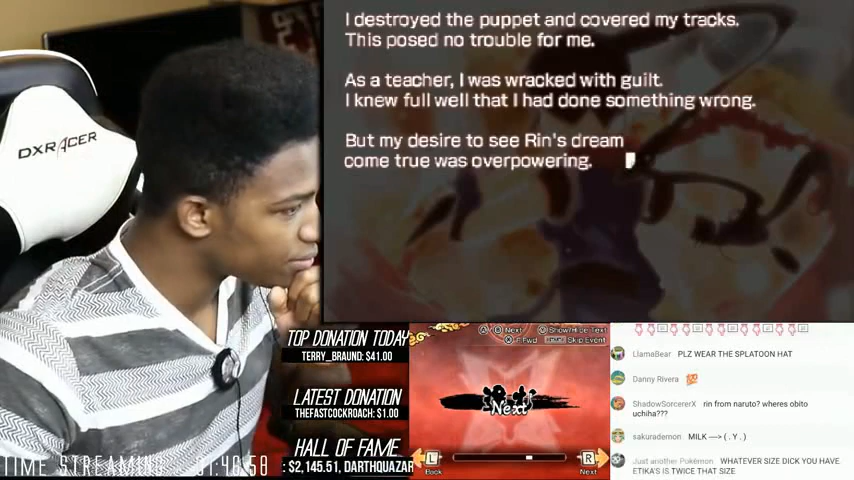 I destroyed the puppet and covered my tracks.
This posed no trouble for me.
As a teacher, I was wracked with guilt.
I knew full well that I had done something wrong.
But my desire to see Rin's dream
come true was overpowering.
DXRACER
TOP DONATION TODAY
TERRY_BRAUND: $41.00
LATEST DONATION
THEFASTCOCKROACH: $1.00
HALL OF FAME
: $2,145.51, DARTHQUAZAR
TIME STREAMING - 01:46:58
Next
Show/Hide Text
F.Fwd
Skip Event
Next
L
Back
R
Next
LlamaBear PLZ WEAR THE SPLATOON HAT
Danny Rivera 💯
ShadowSorcererX rin from naruto? wheres obito
uchiha???
sakurademon MILK ---> ( . Y . )
Just another Pokémon WHATEVER SIZE DICK YOU HAVE.
ETIKA'S IS TWICE THAT SIZE